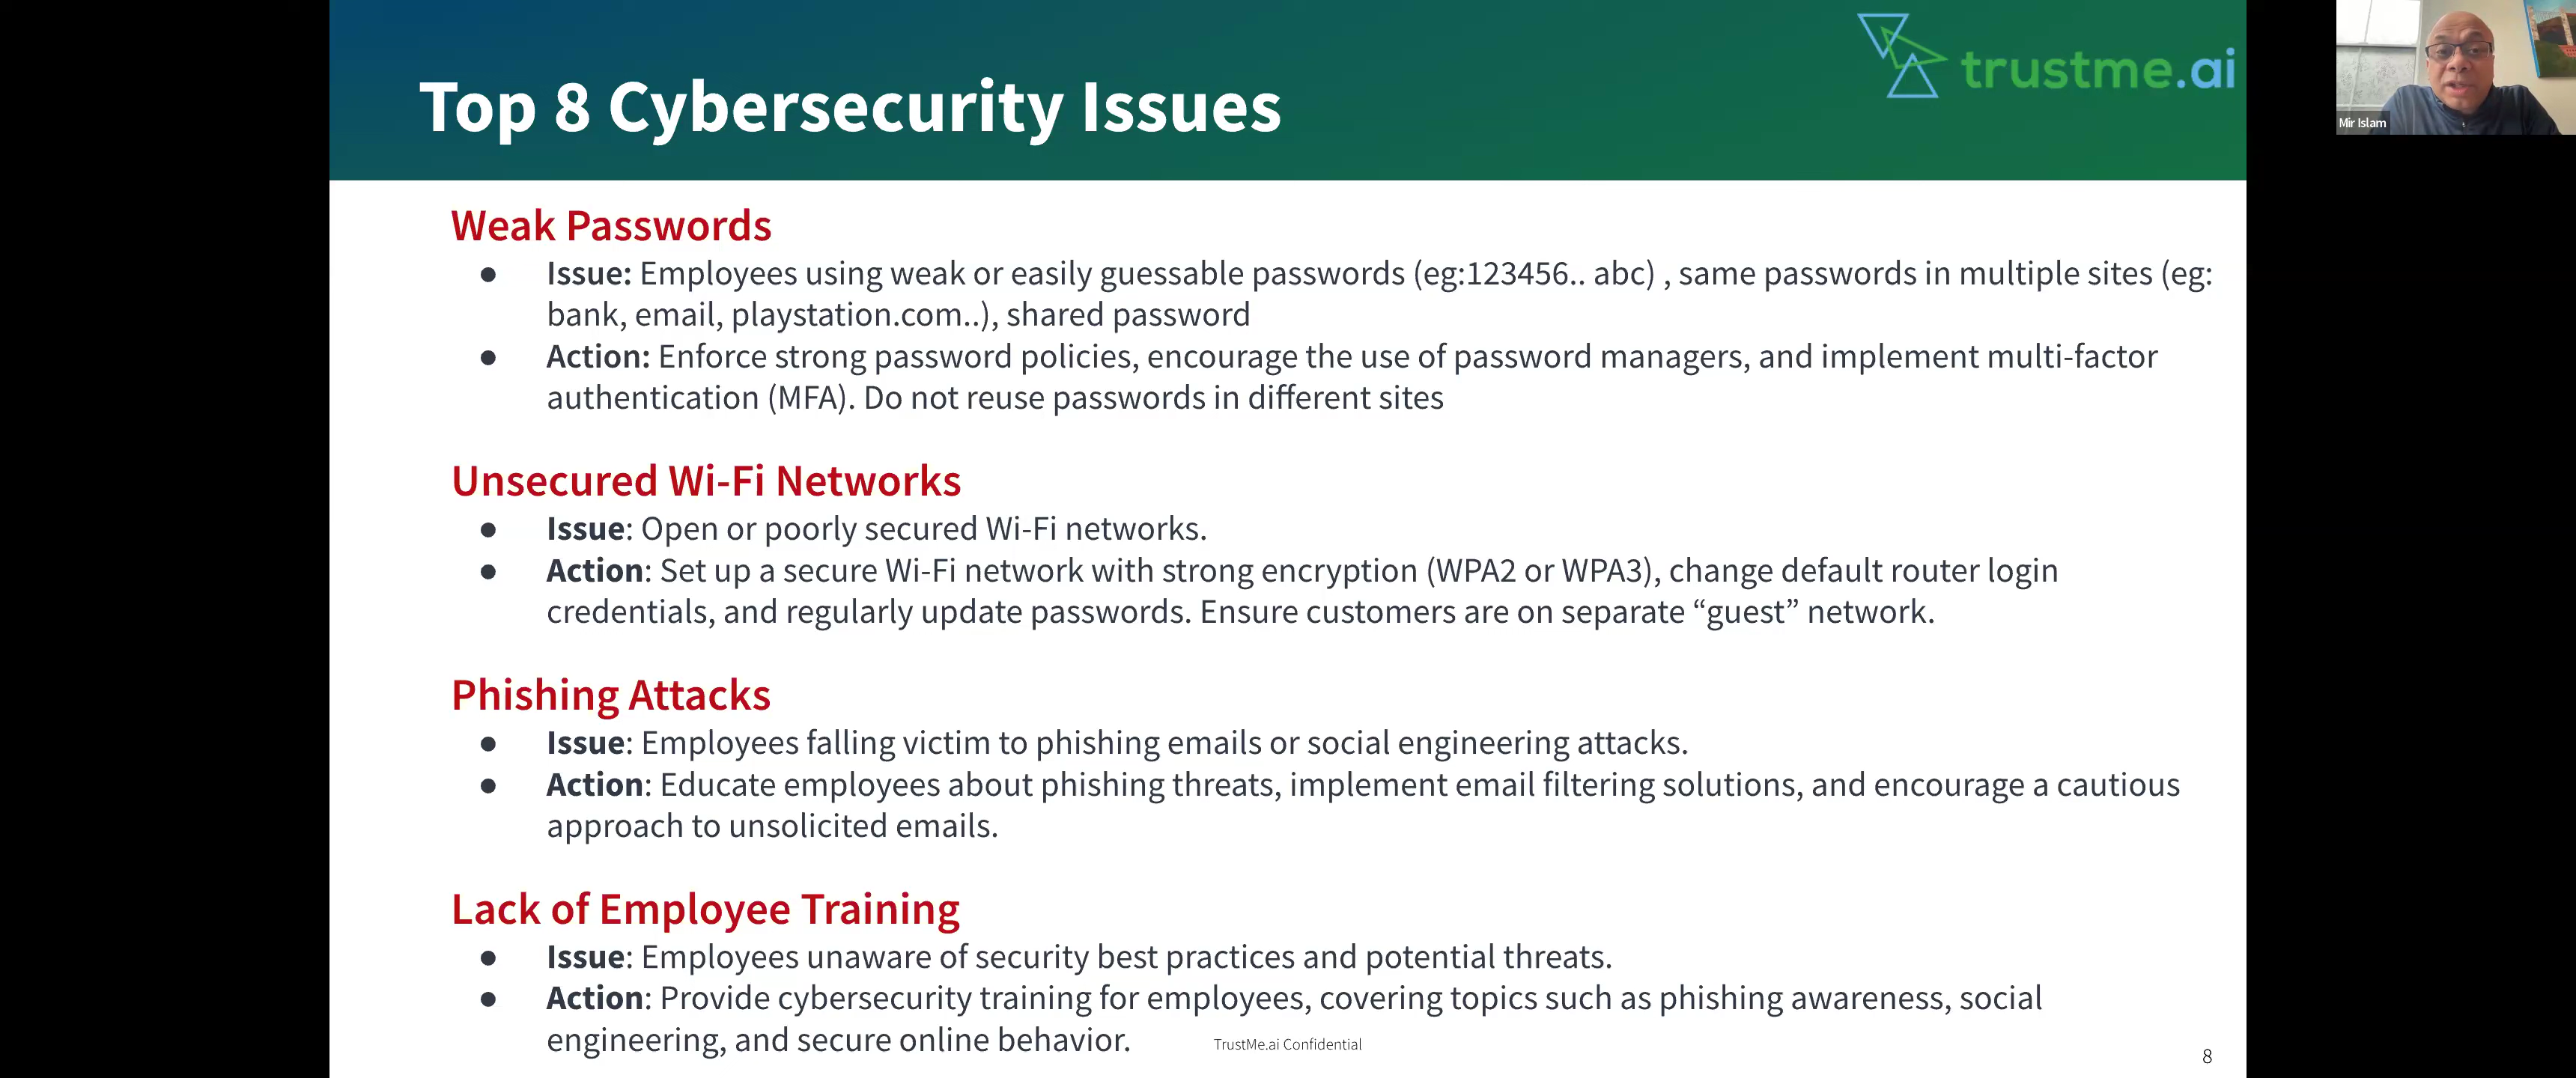 Top 8 Cybersecurity Issues
trustme.ai
Mir Islam
Weak Passwords
● Issue: Employees using weak or easily guessable passwords (eg:123456.. abc) , same passwords in multiple sites (eg:
bank, email, playstation.com..), shared password
● Action: Enforce strong password policies, encourage the use of password managers, and implement multi-factor
authentication (MFA). Do not reuse passwords in different sites
Unsecured Wi-Fi Networks
● Issue: Open or poorly secured Wi-Fi networks.
● Action: Set up a secure Wi-Fi network with strong encryption (WPA2 or WPA3), change default router login
credentials, and regularly update passwords. Ensure customers are on separate “guest” network.
Phishing Attacks
● Issue: Employees falling victim to phishing emails or social engineering attacks.
● Action: Educate employees about phishing threats, implement email filtering solutions, and encourage a cautious
approach to unsolicited emails.
Lack of Employee Training
● Issue: Employees unaware of security best practices and potential threats.
● Action: Provide cybersecurity training for employees, covering topics such as phishing awareness, social
engineering, and secure online behavior.
TrustMe.ai Confidential
8